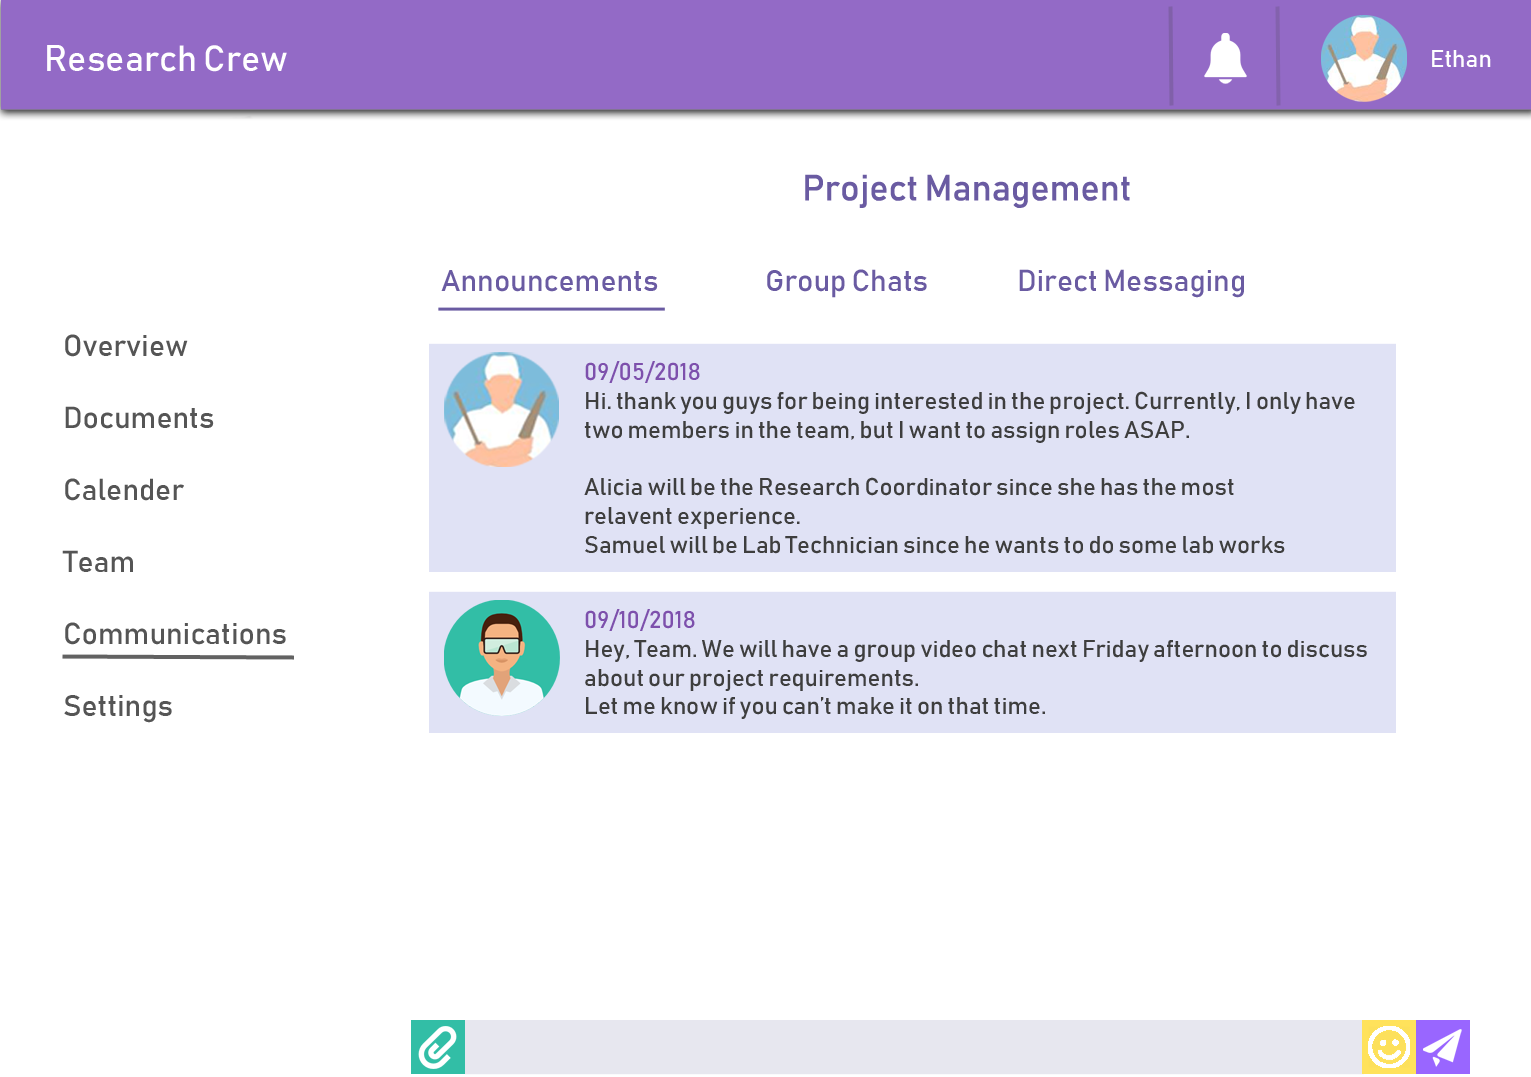 Research Crew
Ethan
Project Management
Announcements
Group Chats
Direct Messaging
Overview
Documents
Calender
Team
Communications
Settings
09/05/2018
Hi. thank you guys for being interested in the project. Currently, I only have
two members in the team, but I want to assign roles ASAP.
Alicia will be the Research Coordinator since she has the most
relavent experience.
Samuel will be Lab Technician since he wants to do some lab works
09/10/2018
Hey, Team. We will have a group video chat next Friday afternoon to discuss
about our project requirements.
Let me know if you can't make it on that time.